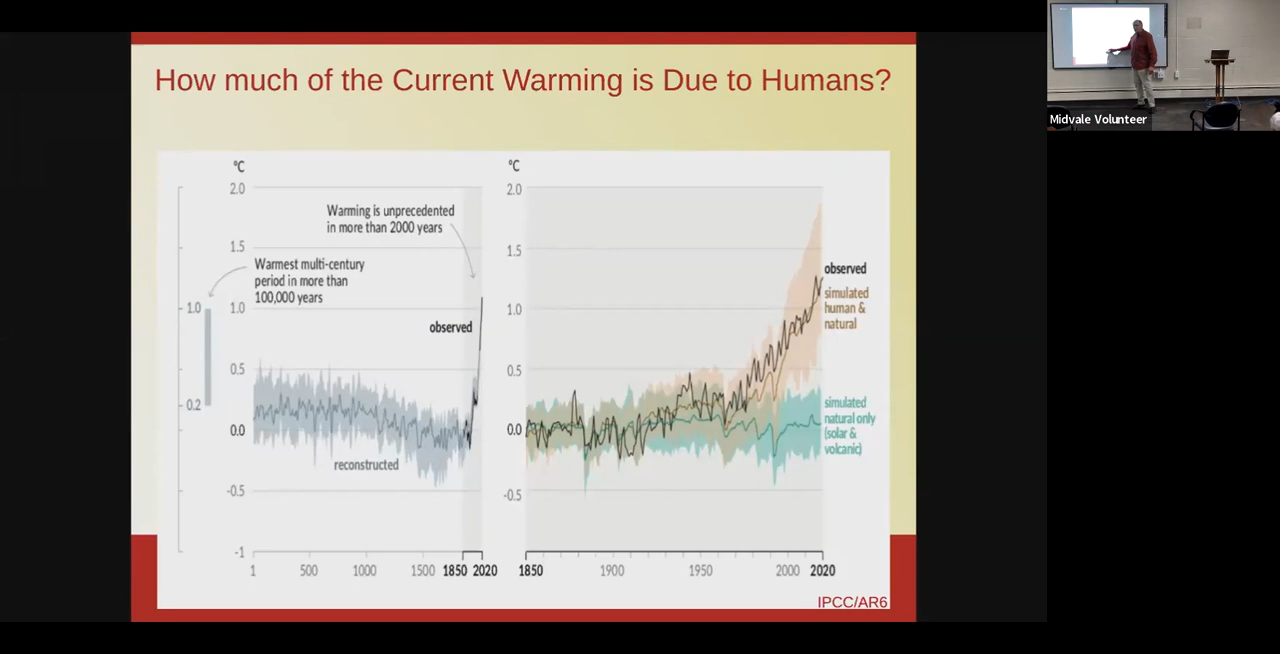 How much of the Current Warming is Due to Humans?
Midvale Volunteer
°C
2.0
1.5
1.0
0.5
0.0
-0.5
-1
1.0
0.2
Warming is unprecedented
in more than 2000 years
Warmest multi-century
period in more than
100,000 years
observed
reconstructed
1 500 1000 1500 1850 2020
°C
2.0
1.5
1.0
0.5
0.0
-0.5
observed
simulated
human &
natural
simulated
natural only
(solar &
volcanic)
1850 1900 1950 2000 2020
IPCC/AR6